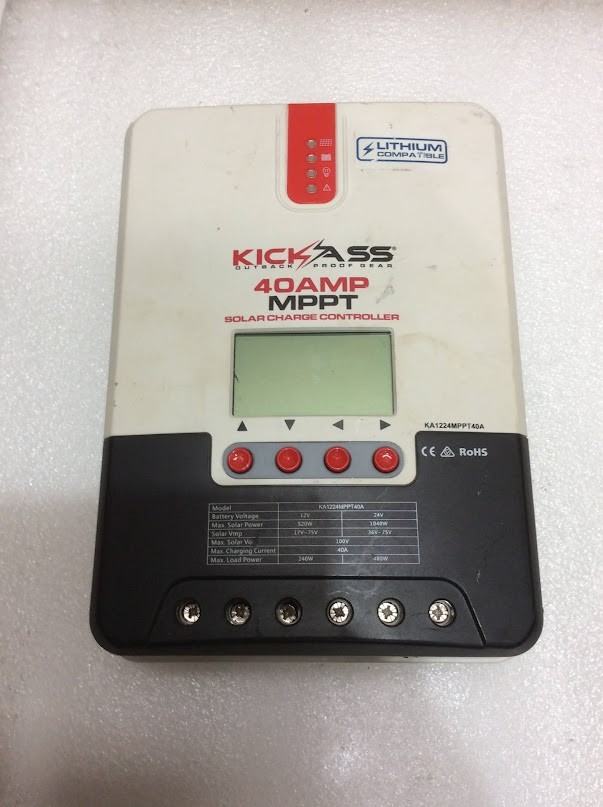 LITHIUM
COMPATIBLE
KICKASS®
OUTBACK PROOF GEAR
40AMP
MPPT
SOLAR CHARGE CONTROLLER
KA1224MPPT40A
CE RoHS
Model KA1224MPPT40A
Battery Voltage 12V 24V
Max. Solar Power 520W 1040W
Solar Vmp 17V~75V 36V~75V
Max. Solar Vo 100V
Max. Charging Current 40A
Max. Load Power 240W 480W